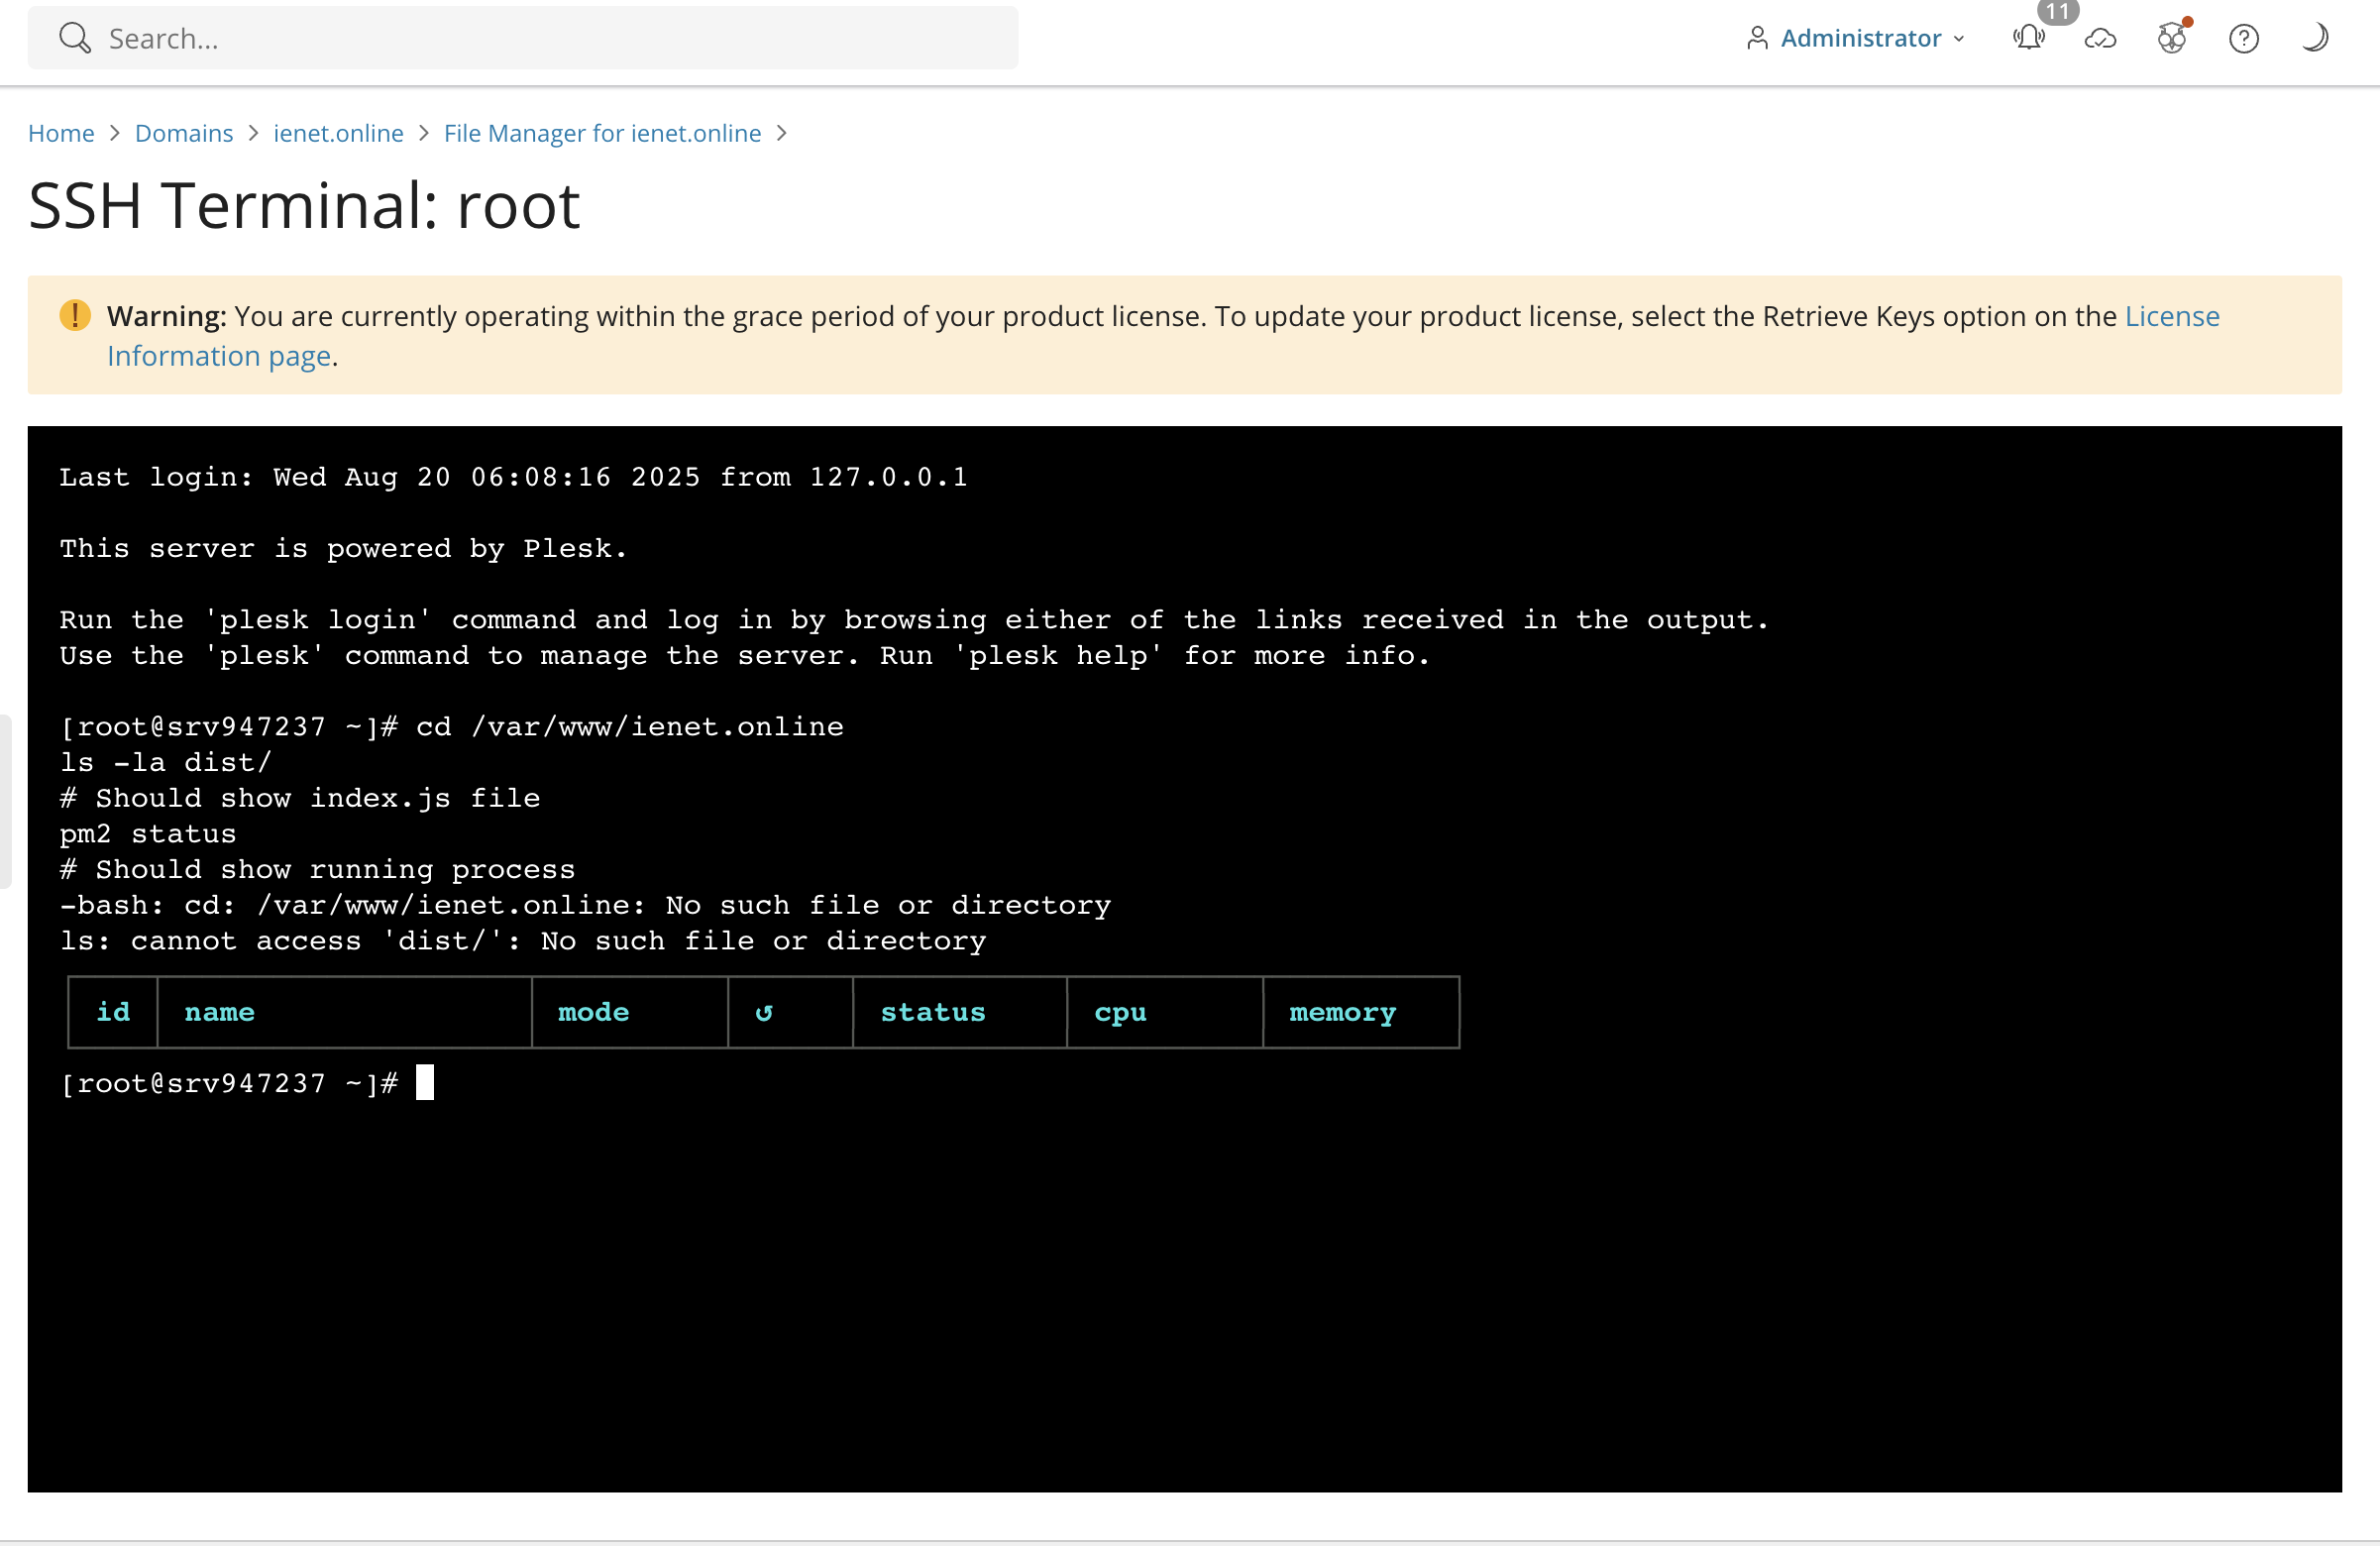 Search...
Administrator
11
Home > Domains > ienet.online > File Manager for ienet.online >
SSH Terminal: root
Warning: You are currently operating within the grace period of your product license. To update your product license, select the Retrieve Keys option on the License
Information page.
Last login: Wed Aug 20 06:08:16 2025 from 127.0.0.1
This server is powered by Plesk.
Run the 'plesk login' command and log in by browsing either of the links received in the output.
Use the 'plesk' command to manage the server. Run 'plesk help' for more info.
[root@srv947237 ~]# cd /var/www/ienet.online
ls -la dist/
# Should show index.js file
pm2 status
# Should show running process
-bash: cd: /var/www/ienet.online: No such file or directory
ls: cannot access 'dist/': No such file or directory
id name mode ↺ status cpu memory
[root@srv947237 ~]#